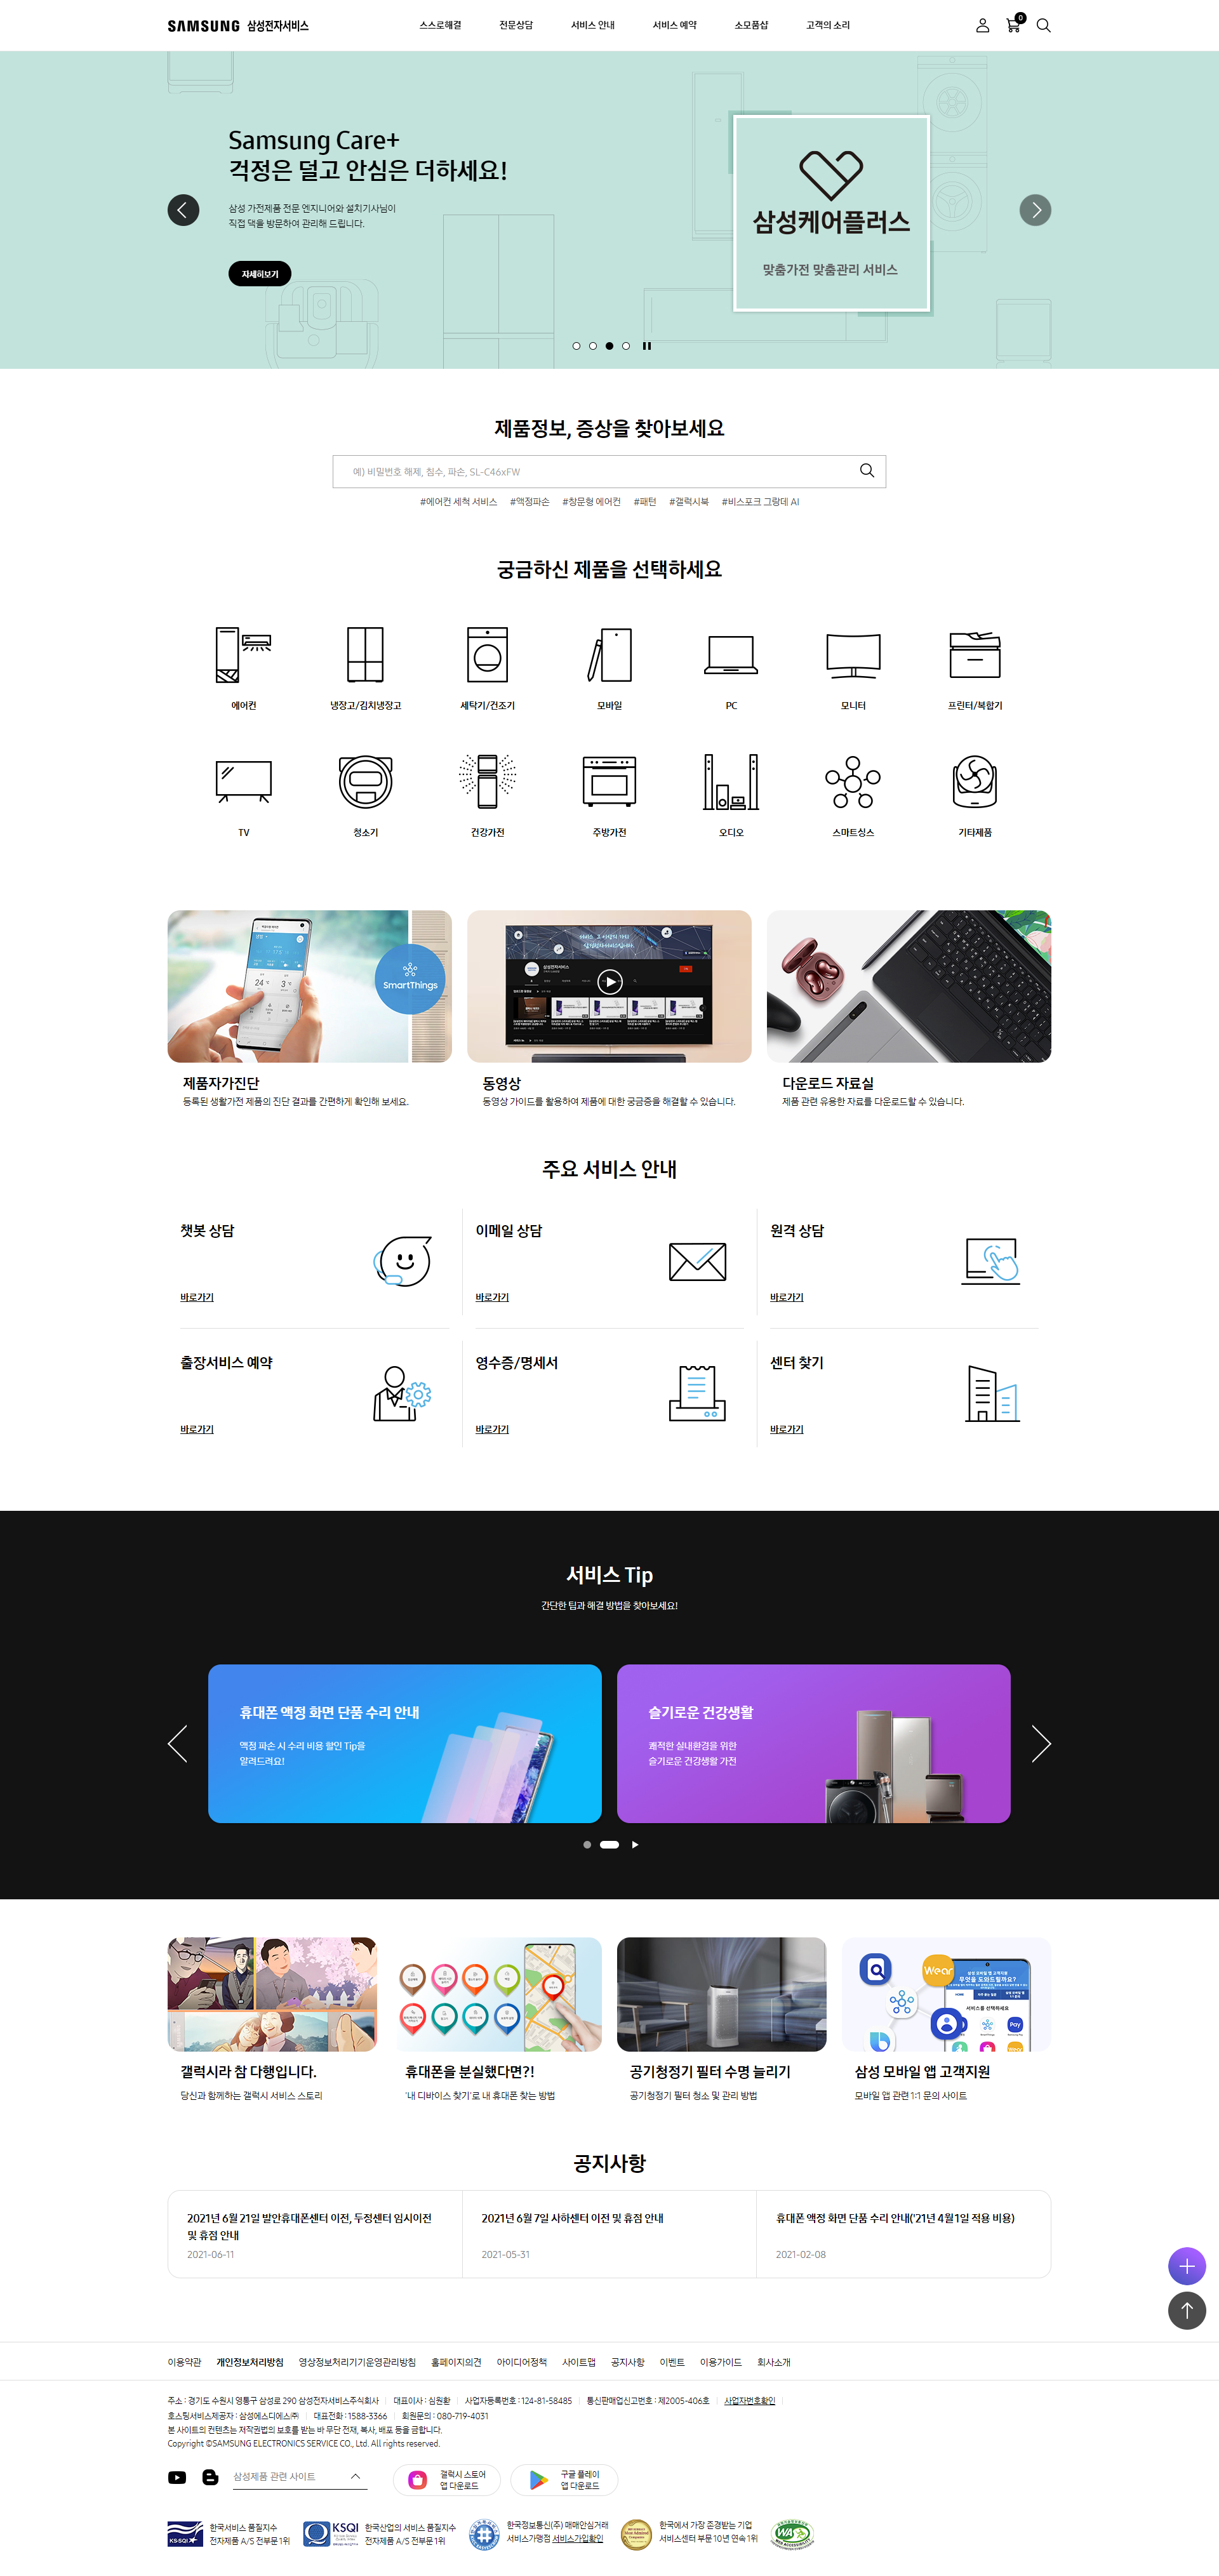 SAMSUNG 삼성전자서비스
스스로해결 전문상담 서비스 안내 서비스 예약 소모품샵 고객의 소리
0
Samsung Care+
걱정은 덜고 안심은 더하세요!
삼성 가전제품 전문 엔지니어와 설치기사님이
직접 댁을 방문하여 관리해 드립니다.
자세히보기
삼성케어플러스
맞춤가전 맞춤관리 서비스
제품정보, 증상을 찾아보세요
예) 비밀번호 해제, 침수, 파손, SL-C46xFW
#에어컨 세척 서비스 #액정파손 #창문형 에어컨 #패턴 #갤럭시북 #비스포크 그랑데 AI
궁금하신 제품을 선택하세요
에어컨 냉장고/김치냉장고 세탁기/건조기 모바일 PC 모니터 프린터/복합기
TV 청소기 건강가전 주방가전 오디오 스마트싱스 기타제품
SmartThings
제품자가진단
등록된 생활가전 제품의 진단 결과를 간편하게 확인해 보세요.
동영상
동영상 가이드를 활용하여 제품에 대한 궁금증을 해결할 수 있습니다.
다운로드 자료실
제품 관련 유용한 자료를 다운로드할 수 있습니다.
주요 서비스 안내
챗봇 상담
바로가기
이메일 상담
바로가기
원격 상담
바로가기
출장서비스 예약
바로가기
영수증/명세서
바로가기
센터 찾기
바로가기
서비스 Tip
간단한 팁과 해결 방법을 찾아보세요!
휴대폰 액정 화면 단품 수리 안내
액정 파손 시 수리 비용 할인 Tip을
알려드려요!
슬기로운 건강생활
쾌적한 실내환경을 위한
슬기로운 건강생활 가전
Wear
무엇을 도와드릴까요?
서비스를 선택하세요
Pay
갤럭시라 참 다행입니다.
당신과 함께하는 갤럭시 서비스 스토리
휴대폰을 분실했다면?!
'내 디바이스 찾기'로 내 휴대폰 찾는 방법
공기청정기 필터 수명 늘리기
공기청정기 필터 청소 및 관리 방법
삼성 모바일 앱 고객지원
모바일 앱 관련 1:1 문의 사이트
공지사항
2021년 6월 21일 발안휴대폰센터 이전, 두정센터 임시이전
및 휴점 안내
2021-06-11
2021년 6월 7일 사하센터 이전 및 휴점 안내
2021-05-31
휴대폰 액정 화면 단품 수리 안내('21년 4월 1일 적용 비용)
2021-02-08
이용약관 개인정보처리방침 영상정보처리기기운영관리방침 홈페이지의견 아이디어정책 사이트맵 공지사항 이벤트 이용가이드 회사소개
주소 : 경기도 수원시 영통구 삼성로 290 삼성전자서비스주식회사 대표이사 : 심원환 사업자등록번호 : 124-81-58485 통신판매업신고번호 : 제2005-406호 사업자번호확인
호스팅서비스제공자 : 삼성에스디에스㈜ 대표전화 : 1588-3366 회원문의 : 080-719-4031
본 사이트의 컨텐츠는 저작권법의 보호를 받는 바 무단 전재, 복사, 배포 등을 금합니다.
Copyright ©SAMSUNG ELECTRONICS SERVICE CO., Ltd. All rights reserved.
삼성제품 관련 사이트
갤럭시 스토어
앱 다운로드
구글 플레이
앱 다운로드
KS-SQI
한국서비스 품질지수
전자제품 A/S 전부문 1위
KSQI
한국산업의 서비스 품질지수
전자제품 A/S 전부문 1위
한국정보통신(주) 매매안심거래
서비스가맹점 서비스가입확인
한국에서 가장 존경받는 기업
서비스센터 부문 10년 연속 1위
WA